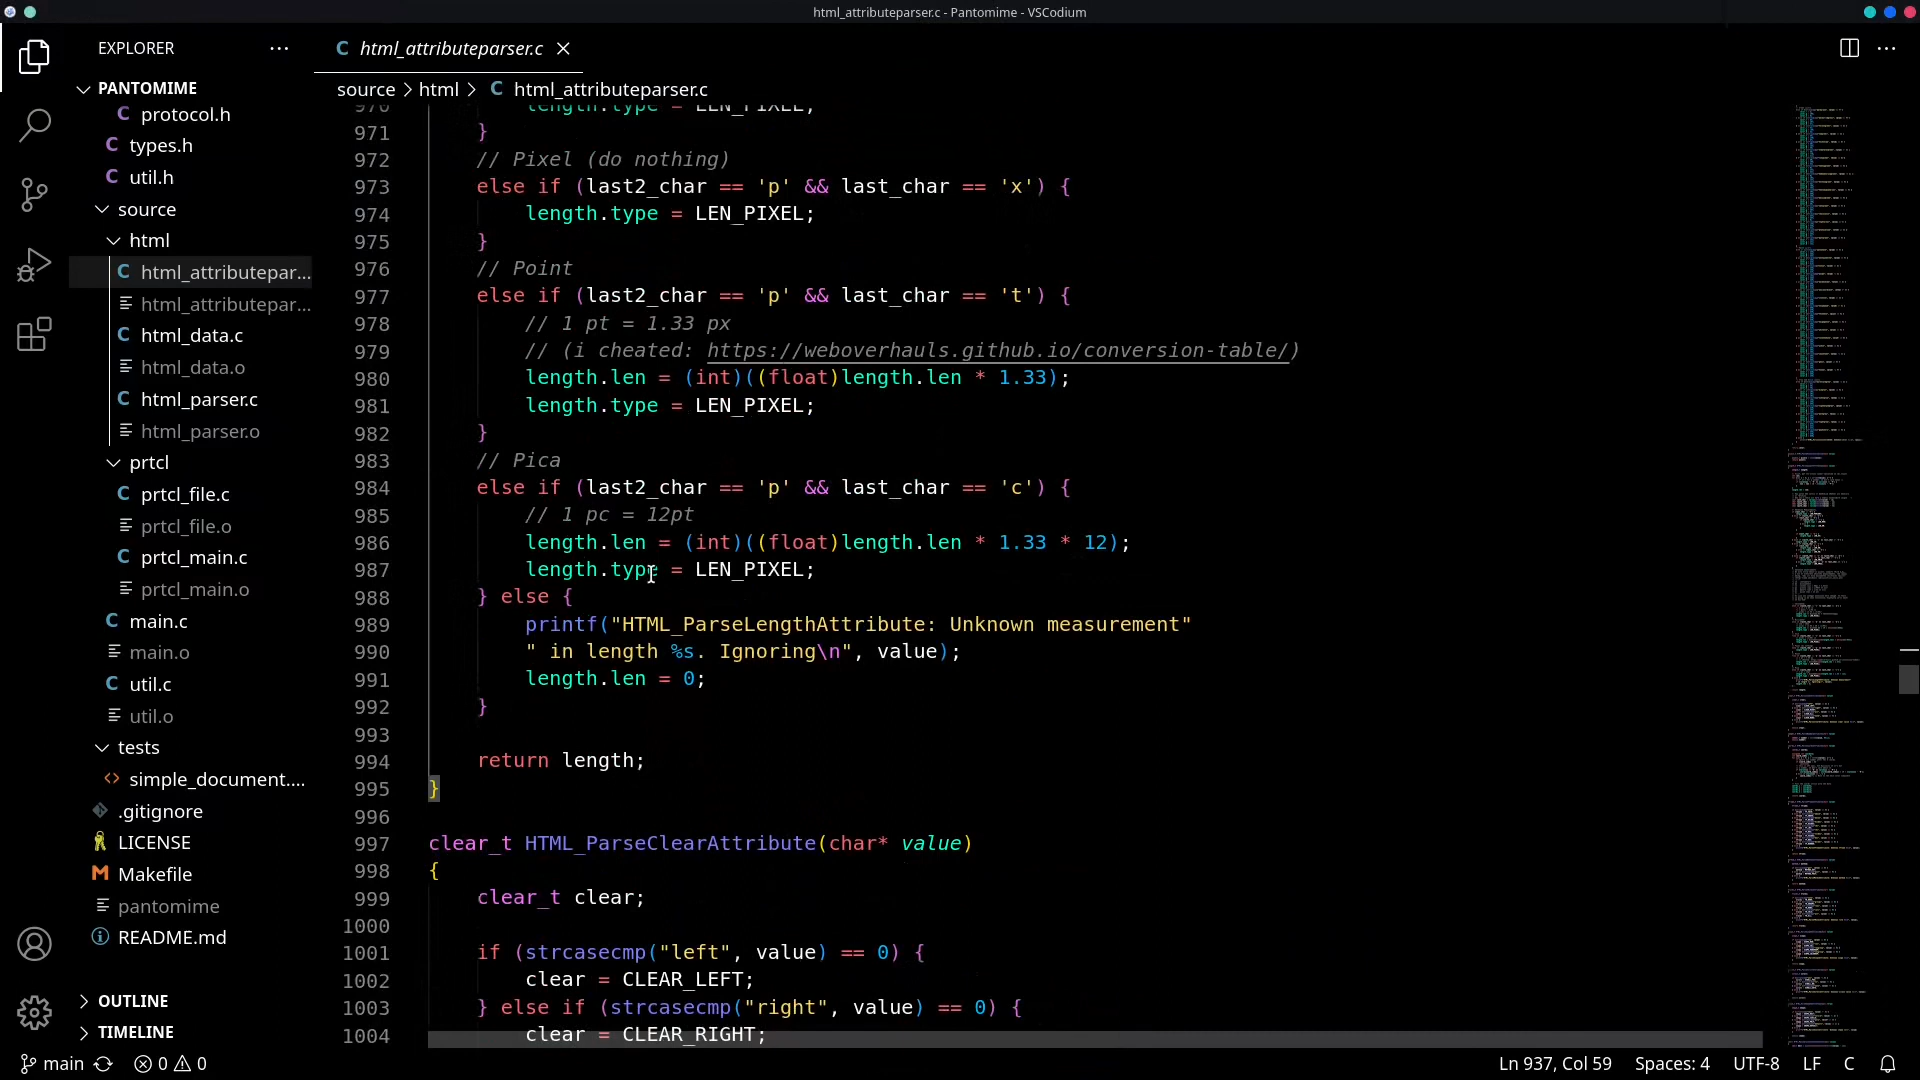 html_attributeparser.c - Pantomime - VSCodium
EXPLORER
PANTOMIME
protocol.h
types.h
util.h
source
html
html_attributepar...
html_attributepar...
html_data.c
html_data.o
html_parser.c
html_parser.o
prtcl
prtcl_file.c
prtcl_file.o
prtcl_main.c
prtcl_main.o
main.c
main.o
util.c
util.o
tests
simple_document....
.gitignore
LICENSE
Makefile
pantomime
README.md
OUTLINE
TIMELINE
C html_attributeparser.c
source > html > C html_attributeparser.c
970 length.type = LEN_PIXEL;
971 }
972 // Pixel (do nothing)
973 else if (last2_char == 'p' && last_char == 'x') {
974 length.type = LEN_PIXEL;
975 }
976 // Point
977 else if (last2_char == 'p' && last_char == 't') {
978 // 1 pt = 1.33 px
979 // (i cheated: https://weboverhauls.github.io/conversion-table/)
980 length.len = (int)((float)length.len * 1.33);
981 length.type = LEN_PIXEL;
982 }
983 // Pica
984 else if (last2_char == 'p' && last_char == 'c') {
985 // 1 pc = 12pt
986 length.len = (int)((float)length.len * 1.33 * 12);
987 length.type = LEN_PIXEL;
988 } else {
989 printf("HTML_ParseLengthAttribute: Unknown measurement"
990 " in length %s. Ignoring\n", value);
991 length.len = 0;
992 }
993
994 return length;
995 }
996
997 clear_t HTML_ParseClearAttribute(char* value)
998 {
999 clear_t clear;
1000
1001 if (strcasecmp("left", value) == 0) {
1002 clear = CLEAR_LEFT;
1003 } else if (strcasecmp("right", value) == 0) {
1004 clear = CLEAR_RIGHT;
main 0 0 Ln 937, Col 59 Spaces: 4 UTF-8 LF C